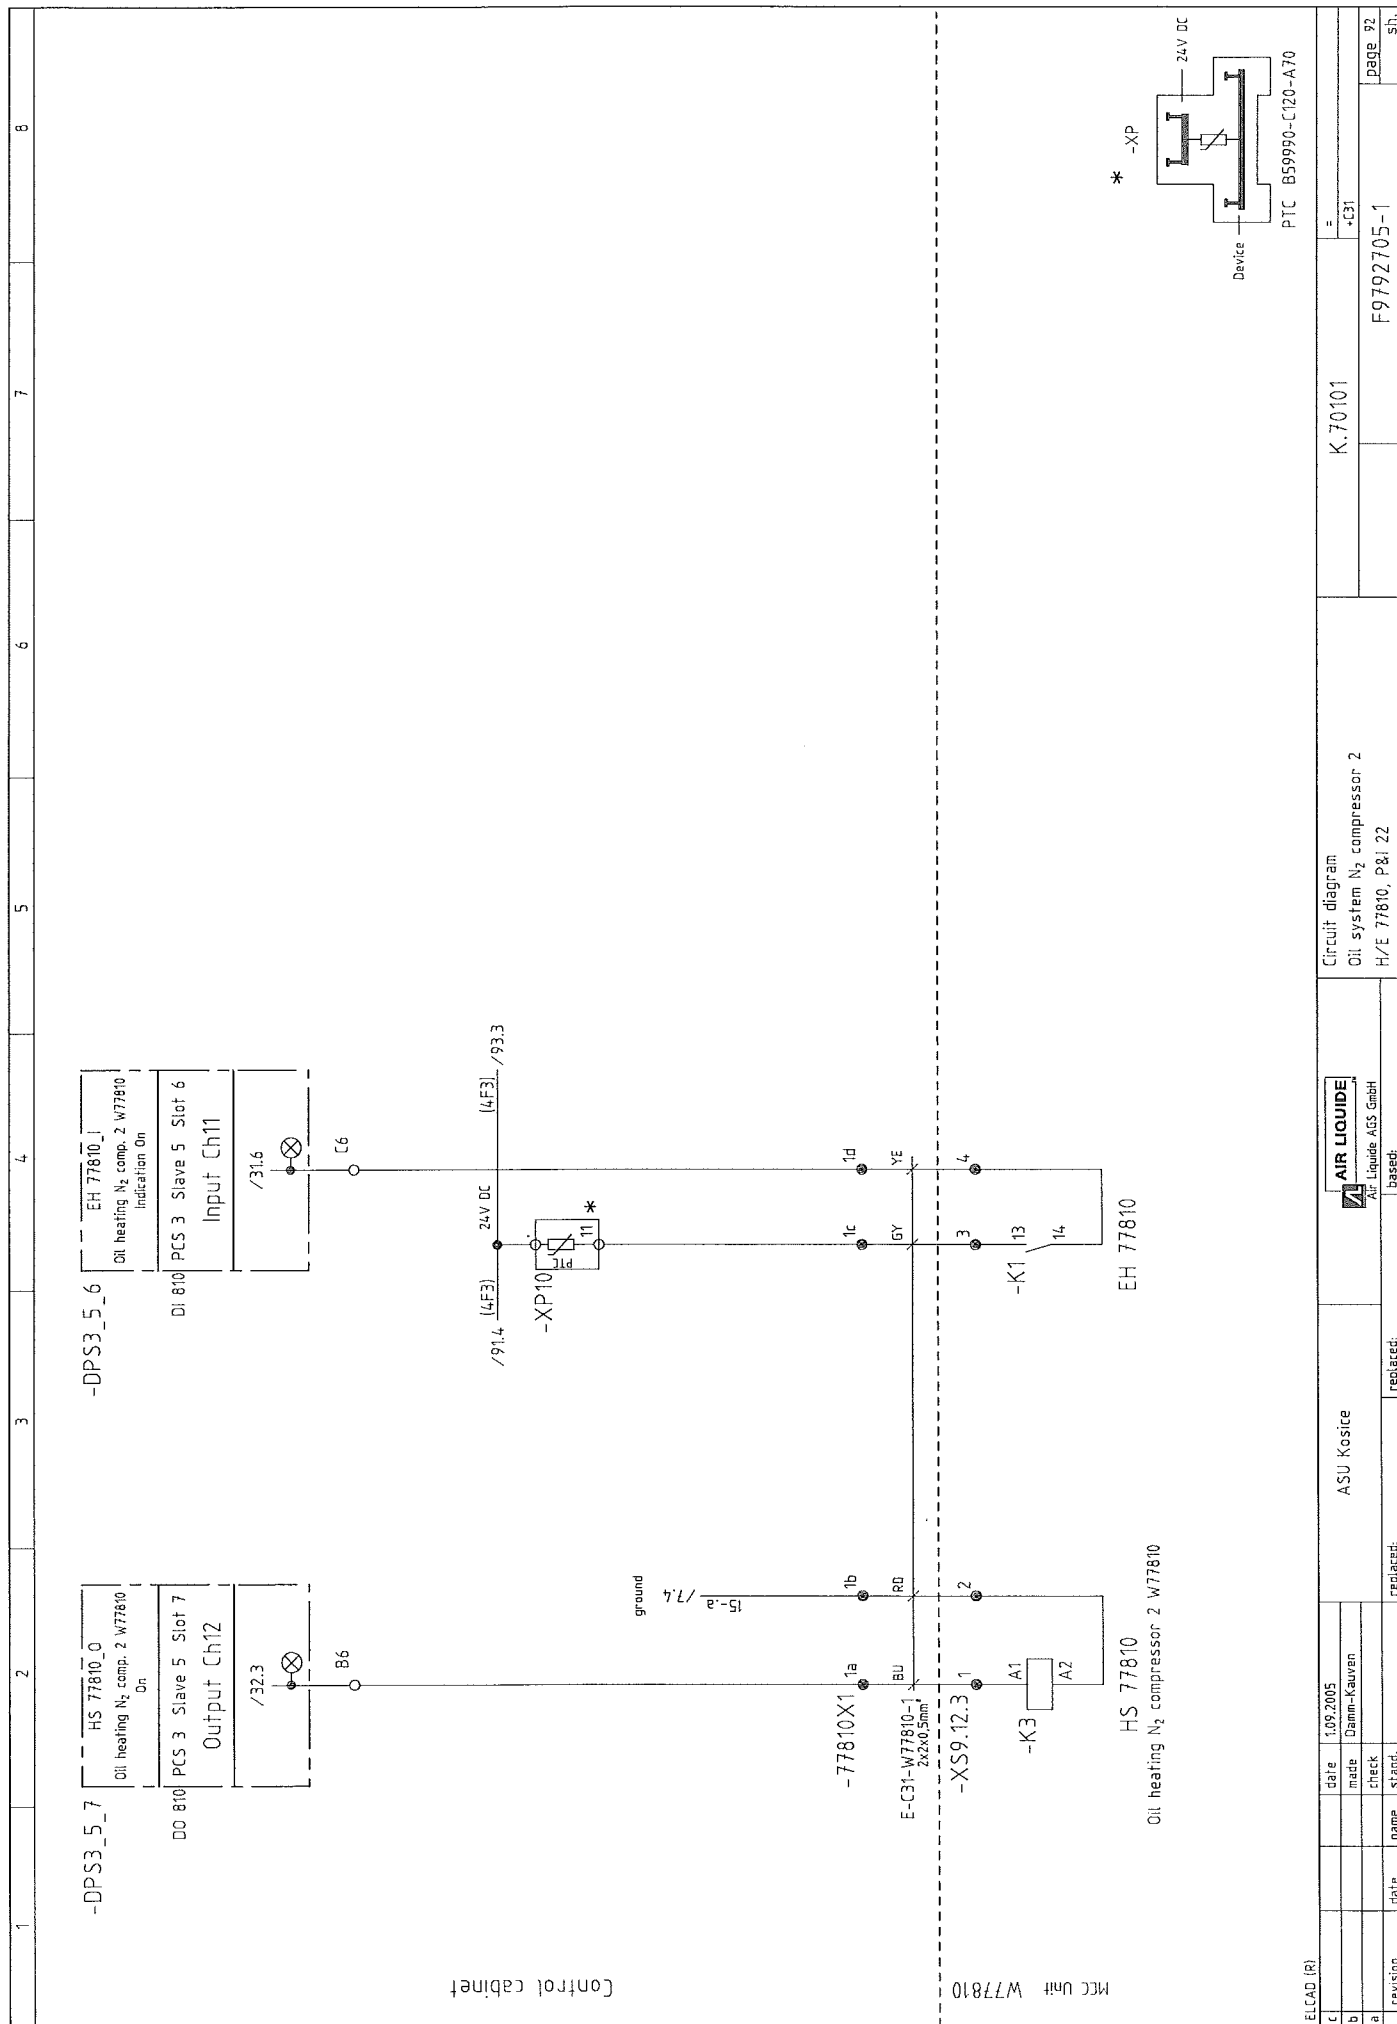 1
2
3
4
5
6
7
8
-DPS3_5_7
HS 77810_O
Oil heating N₂ comp. 2 W77810
On
DO 810
PCS 3 Slave 5 Slot 7
Output Ch12
/32.3
B6
-DPS3_5_6
EH 77810_I
Oil heating N₂ comp. 2 W77810
Indication On
DI 810
PCS 3 Slave 5 Slot 6
Input Ch11
/31.6
C6
/91.4
(4F3)
24V DC
(4F3)
/93.3
-XP10
PTC
11
*
ground
/7.4
15-.a
-77810X1
1a
1b
1c
1d
BU
RD
GY
YE
E-C31-W77810-1
2x2x0,5mm²
-XS9.12.3
1
2
3
4
-K3
A1
A2
-K1
13
14
HS 77810
Oil heating N₂ compressor 2 W77810
EH 77810
Control cabinet
MCC Unit W77810
* -XP
24V DC
Device
PTC B59990-C120-A70
ELCAD (R)
c
b
a
revision
date
name
date
1.09.2005
made
Damm-Kauven
check
stand.
ASU Kosice
replaced:
replaced:
AIR LIQUIDE
Air Liquide AGS GmbH
based:
Circuit diagram
Oil system N₂ compressor 2
H/E 77810, P&I 22
K.70101
=
+C31
F9792705-1
page 92
sh.